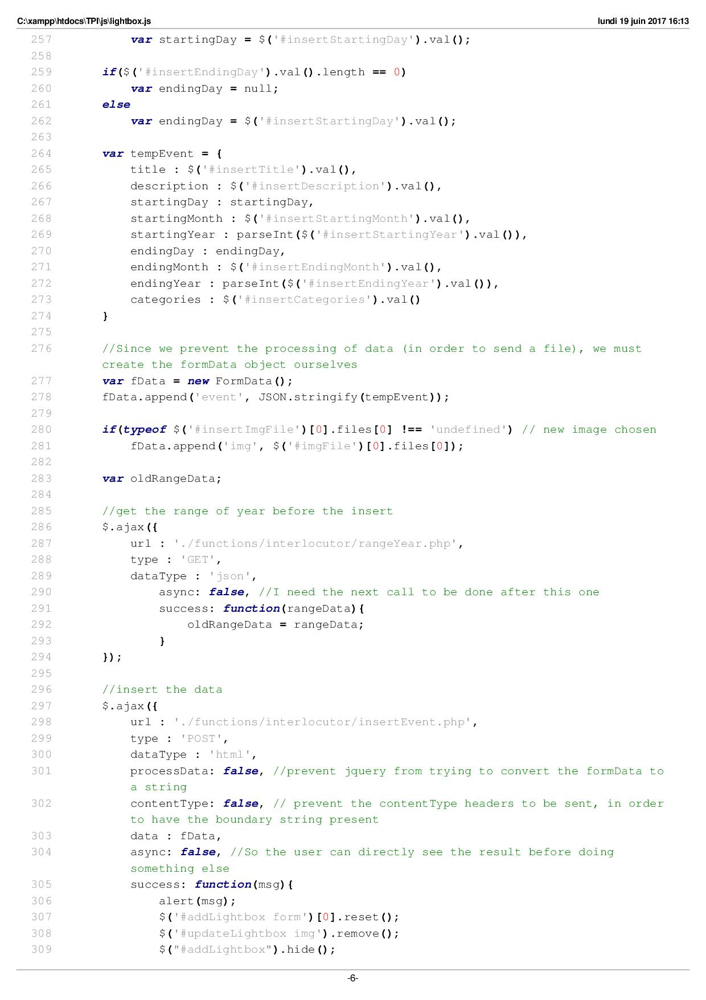 C:\xampp\htdocs\TPI\js\lightbox.js lundi 19 juin 2017 16:13
257 var startingDay = $('#insertStartingDay').val();
258
259 if($('#insertEndingDay').val().length == 0)
260 var endingDay = null;
261 else
262 var endingDay = $('#insertStartingDay').val();
263
264 var tempEvent = {
265 title : $('#insertTitle').val(),
266 description : $('#insertDescription').val(),
267 startingDay : startingDay,
268 startingMonth : $('#insertStartingMonth').val(),
269 startingYear : parseInt($('#insertStartingYear').val()),
270 endingDay : endingDay,
271 endingMonth : $('#insertEndingMonth').val(),
272 endingYear : parseInt($('#insertEndingYear').val()),
273 categories : $('#insertCategories').val()
274 }
275
276 //Since we prevent the processing of data (in order to send a file), we must
create the formData object ourselves
277 var fData = new FormData();
278 fData.append('event', JSON.stringify(tempEvent));
279
280 if(typeof $('#insertImgFile')[0].files[0] !== 'undefined') // new image chosen
281 fData.append('img', $('#imgFile')[0].files[0]);
282
283 var oldRangeData;
284
285 //get the range of year before the insert
286 $.ajax({
287 url : './functions/interlocutor/rangeYear.php',
288 type : 'GET',
289 dataType : 'json',
290 async: false, //I need the next call to be done after this one
291 success: function(rangeData){
292 oldRangeData = rangeData;
293 }
294 });
295
296 //insert the data
297 $.ajax({
298 url : './functions/interlocutor/insertEvent.php',
299 type : 'POST',
300 dataType : 'html',
301 processData: false, //prevent jquery from trying to convert the formData to
a string
302 contentType: false, // prevent the contentType headers to be sent, in order
to have the boundary string present
303 data : fData,
304 async: false, //So the user can directly see the result before doing
something else
305 success: function(msg){
306 alert(msg);
307 $('#addLightbox form')[0].reset();
308 $('#updateLightbox img').remove();
309 $("#addLightbox").hide();
-6-